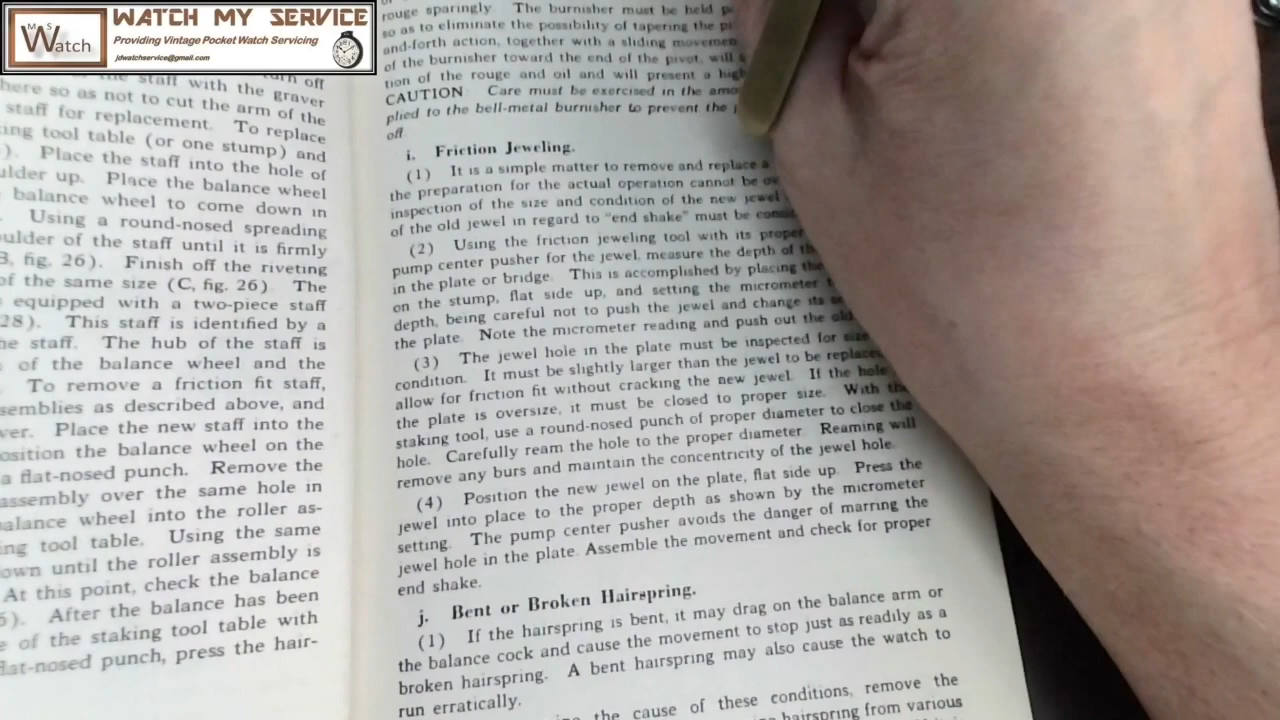 WATCH MY SERVICE
M S
Watch
Providing Vintage Pocket Watch Servicing
jdwatchservice@gmail.com
turn off
the staff with the graver
here so as not to cut the arm of the
staff for replacement. To replace
king tool table (or one stump) and
). Place the staff into the hole of
ulder up. Place the balance wheel
balance wheel to come down in
. Using a round-nosed spreading
oulder of the staff until it is firmly
B, fig. 26). Finish off the riveting
of the same size (C, fig. 26) The
equipped with a two-piece staff
28). This staff is identified by a
he staff. The hub of the staff is
of the balance wheel and the
. To remove a friction fit staff,
semblies as described above, and
ver. Place the new staff into the
osition the balance wheel on the
a flat-nosed punch. Remove the
assembly over the same hole in
alance wheel into the roller as-
ing tool table. Using the same
own until the roller assembly is
At this point, check the balance
5). After the balance has been
e of the staking tool table with
flat-nosed punch, press the hair-
rouge sparingly. The burnisher must be held
so as to eliminate the possibility of tapering the
and-forth action, together with a sliding movemen
of the burnisher toward the end of the pivot, will
tion of the rouge and oil and will present a hig
CAUTION: Care must be exercised in the amo
plied to the bell-metal burnisher to prevent the
off.
i. Friction Jeweling.
(1) It is a simple matter to remove and replace a
the preparation for the actual operation cannot be ov
inspection of the size and condition of the new jewel
of the old jewel in regard to "end shake" must be consi
(2) Using the friction jeweling tool with its proper
pump center pusher for the jewel, measure the depth of th
in the plate or bridge. This is accomplished by placing the
on the stump, flat side up, and setting the micrometer
depth, being careful not to push the jewel and change its
the plate. Note the micrometer reading and push out the old
(3) The jewel hole in the plate must be inspected for size
condition. It must be slightly larger than the jewel to be replaced
allow for friction fit without cracking the new jewel. If the hole
the plate is oversize, it must be closed to proper size. With the
staking tool, use a round-nosed punch of proper diameter to close the
hole. Carefully ream the hole to the proper diameter. Reaming will
remove any burs and maintain the concentricity of the jewel hole.
(4) Position the new jewel on the plate, flat side up. Press the
jewel into place to the proper depth as shown by the micrometer
setting. The pump center pusher avoids the danger of marring the
jewel hole in the plate. Assemble the movement and check for proper
end shake.
j. Bent or Broken Hairspring.
(1) If the hairspring is bent, it may drag on the balance arm or
the balance cock and cause the movement to stop just as readily as a
broken hairspring. A bent hairspring may also cause the watch to
run erratically.
the cause of these conditions, remove the
hairspring from various